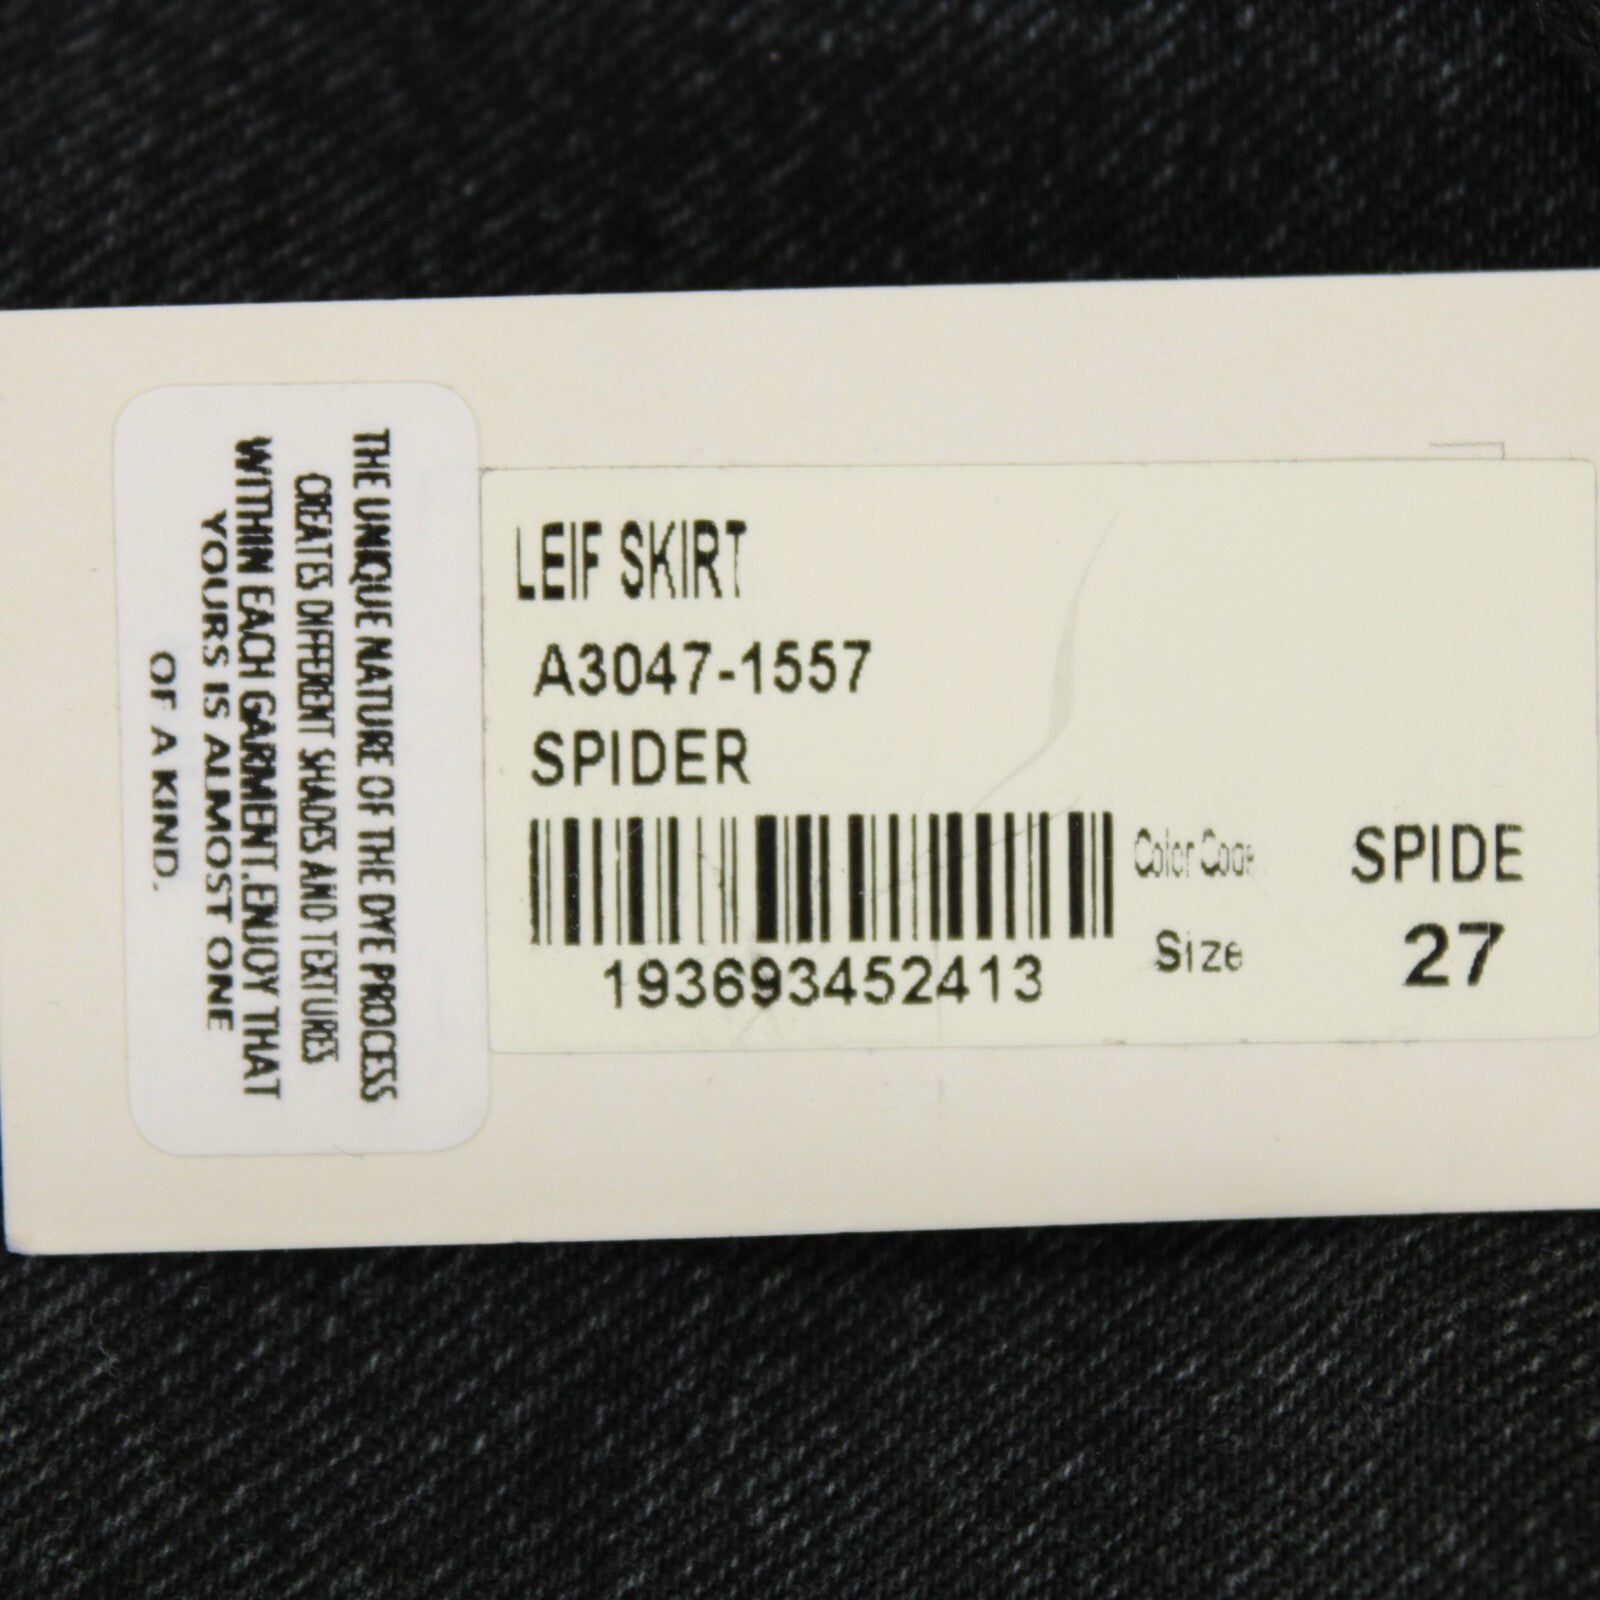 THE UNIQUE NATURE OF THE DYE PROCESS
CREATES DIFFERENT SHADES AND TEXTURES
WITHIN EACH GARMENT.ENJOY THAT
YOURS IS ALMOST ONE
OF A KIND.
LEIF SKIRT
A3047-1557
SPIDER
193693452413
Color Code SPIDE
Size 27